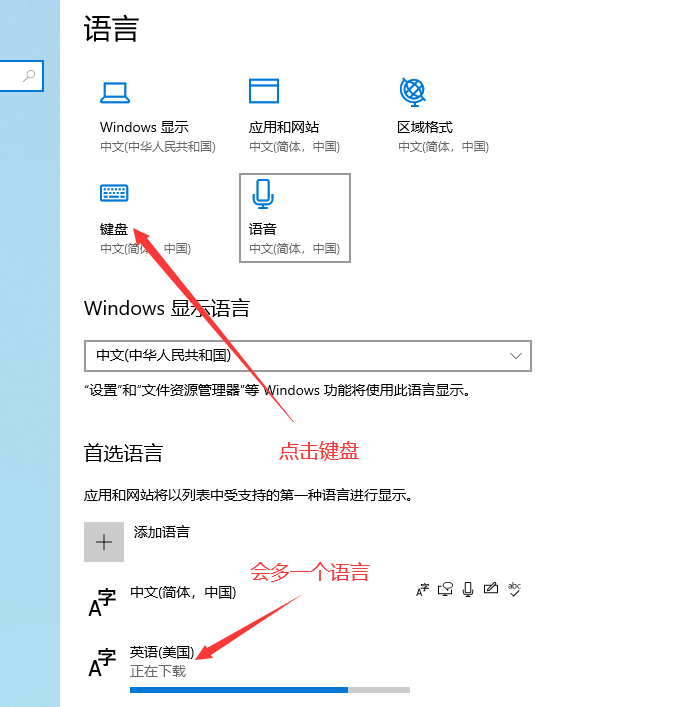 语言
Windows 显示
应用和网站
区域格式
中文(中华人民共和国)
中文(简体，中国)
中文(简体，中国)
键盘
语音
中文(简体，中国)
中文(简体，中国)
Windows 显示语言
中文(中华人民共和国)
“设置”和“文件资源管理器”等 Windows 功能将使用此语言显示。
点击键盘
首选语言
应用和网站将以列表中受支持的第一种语言进行显示。
添加语言
会多一个语言
A字
中文(简体，中国)
A字
abc
A字
英语(美国)
正在下载